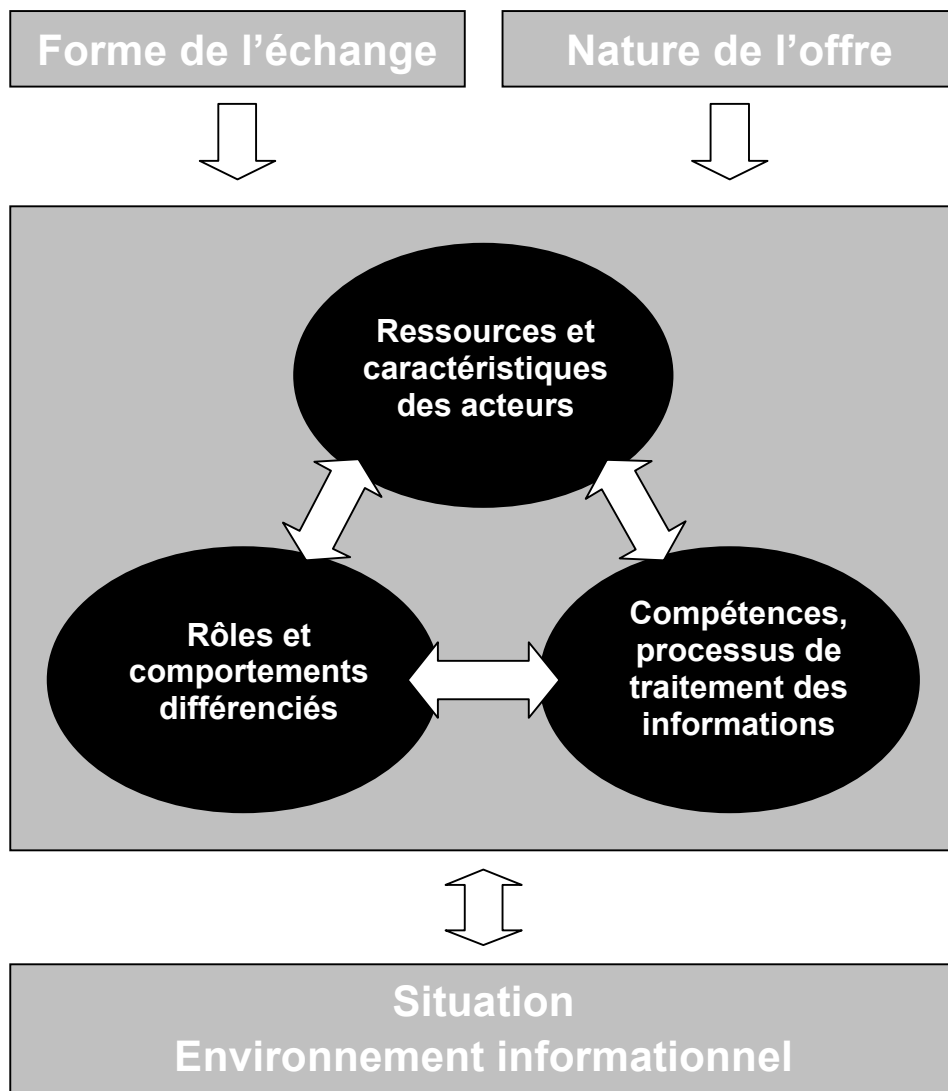 Forme de l’échange
Nature de l’offre
Ressources et
caractéristiques
des acteurs
Rôles et
comportements
différenciés
Compétences,
processus de
traitement des
informations
Situation
Environnement informationnel